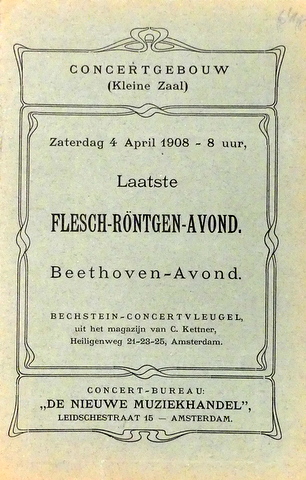 CONCERTGEBOUW
(Kleine Zaal)
Zaterdag 4 April 1908 - 8 uur,
Laatste
FLESCH-RÖNTGEN-AVOND.
Beethoven-Avond.
BECHSTEIN-CONCERTVLEUGEL,
uit het magazijn van C. Kettner,
Heiligenweg 21-23-25, Amsterdam.
CONCERT-BUREAU:
„DE NIEUWE MUZIEKHANDEL”,
LEIDSCHESTRAAT 15 — AMSTERDAM.